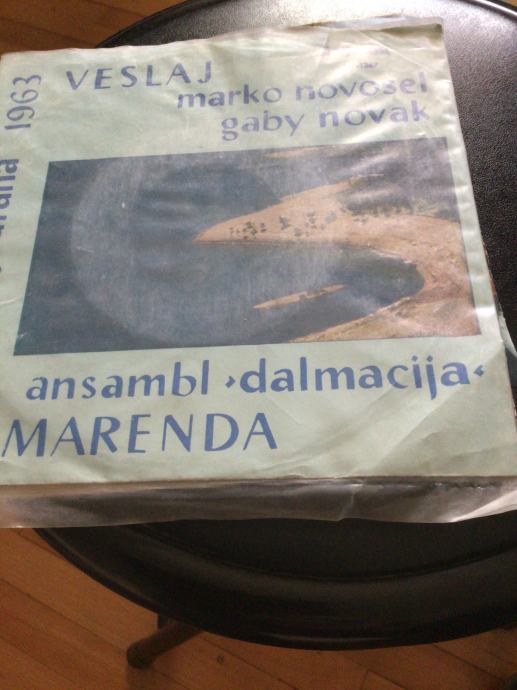 1963
VESLAJ
marko novosel
gaby novak
ansambl ›dalmacija‹
MARENDA